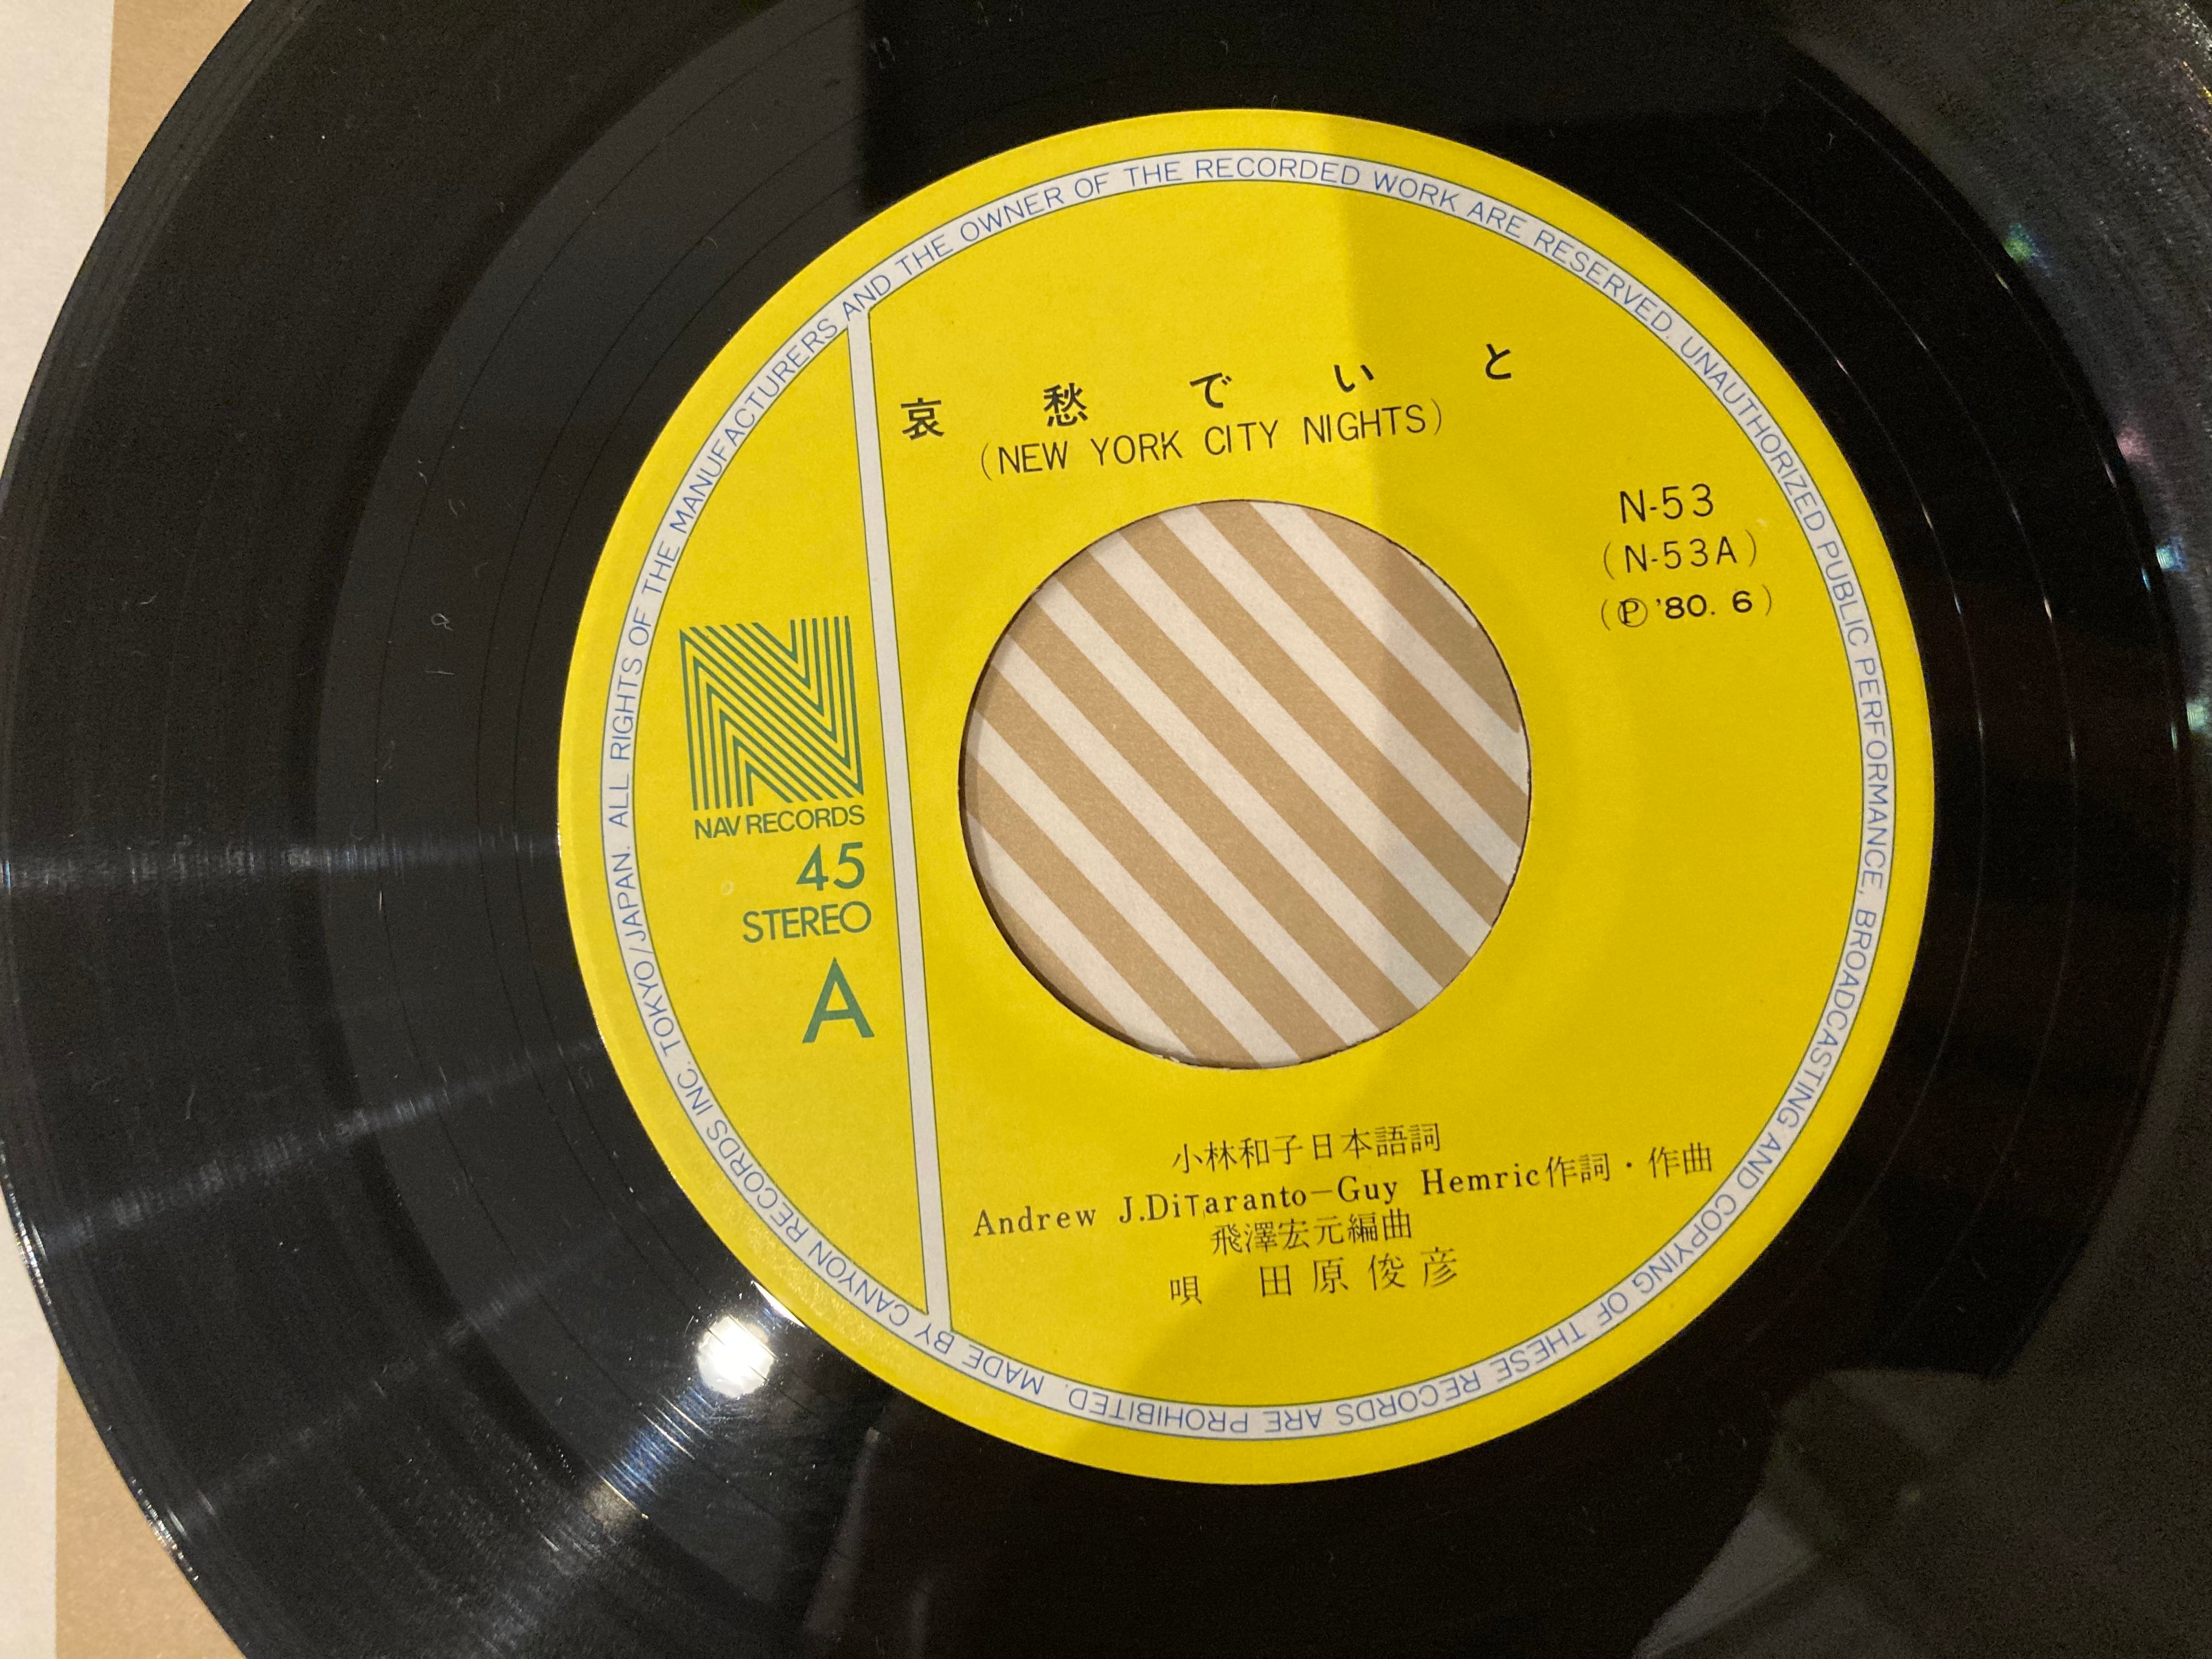 哀愁でいと
(NEW YORK CITY NIGHTS)
N-53
(N-53A)
(Ⓟ '80. 6)
NAV RECORDS
45
STEREO
A
小林和子日本語詞
Andrew J.DiTaranto–Guy Hemric作詞・作曲
飛澤宏元編曲
唄 田原俊彦
ALL RIGHTS OF THE MANUFACTURERS AND THE OWNER OF THE RECORDED WORK ARE RESERVED. UNAUTHORIZED PUBLIC PERFORMANCE, BROADCASTING AND COPYING OF THESE RECORDS ARE PROHIBITED. MADE BY CANYON RECORDS INC. TOKYO/JAPAN.